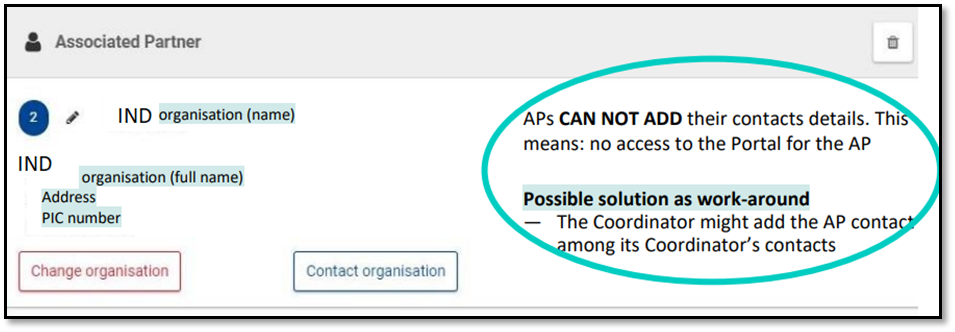 Associated Partner
2 IND organisation (name)
IND
organisation (full name)
Address
PIC number
Change organisation
Contact organisation
APs CAN NOT ADD their contacts details. This
means: no access to the Portal for the AP
Possible solution as work-around
— The Coordinator might add the AP contact
among its Coordinator's contacts